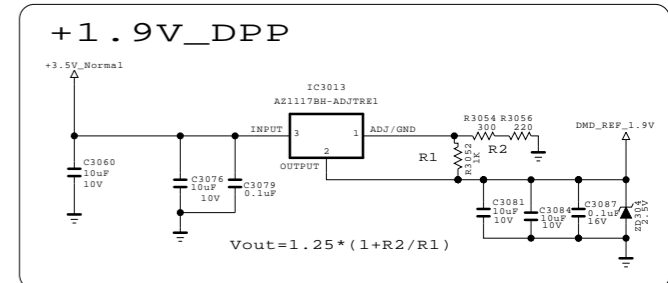 +1.9V_DPP
+3.5V_Normal
IC3013
AZ1117BH-ADJTRE1
INPUT 3 1 ADJ/GND
2
OUTPUT
R3054
300
R3056
220
R1
R3052
1K
R2
DMD_REF_1.9V
C3060
10uF
10V
C3076
10uF
10V
C3079
0.1uF
C3081
10uF
10V
C3084
10uF
10V
C3087
0.1uF
16V
ZD304
2.5V
Vout=1.25*(1+R2/R1)